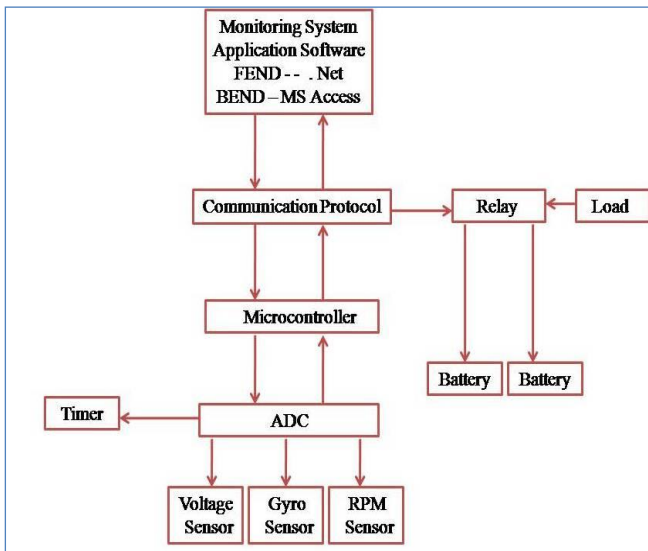 Monitoring System
Application Software
FEND -- . Net
BEND – MS Access
Communication Protocol
Relay
Load
Microcontroller
Battery
Battery
Timer
ADC
Voltage
Sensor
Gyro
Sensor
RPM
Sensor